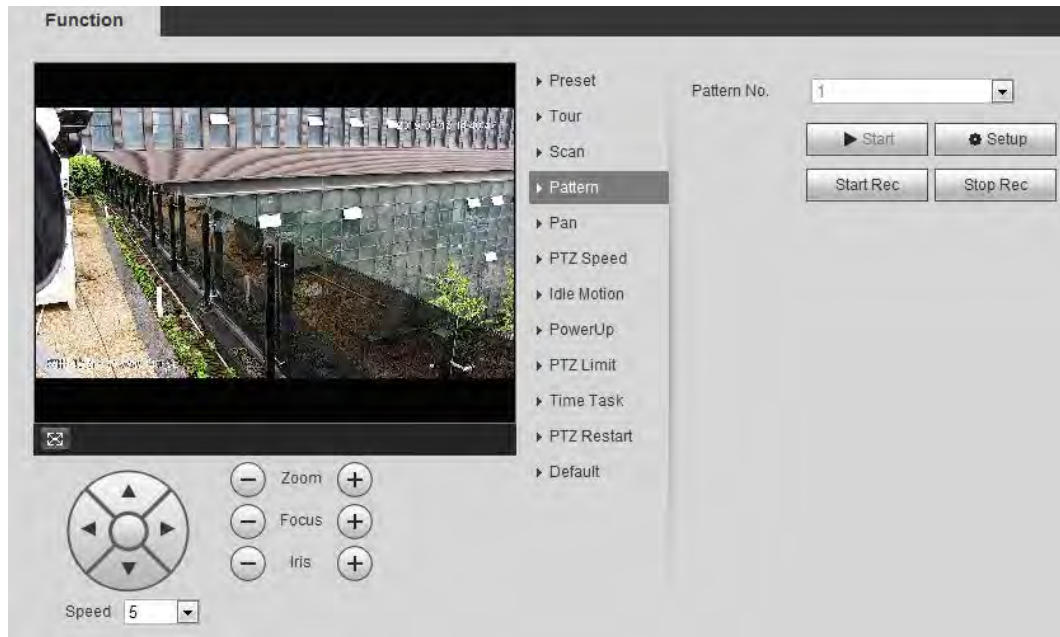 Function
Preset
Tour
Scan
Pattern
Pan
PTZ Speed
Idle Motion
PowerUp
PTZ Limit
Time Task
PTZ Restart
Default
Pattern No.
1
Start
Setup
Start Rec
Stop Rec
Zoom
Focus
Iris
Speed
5